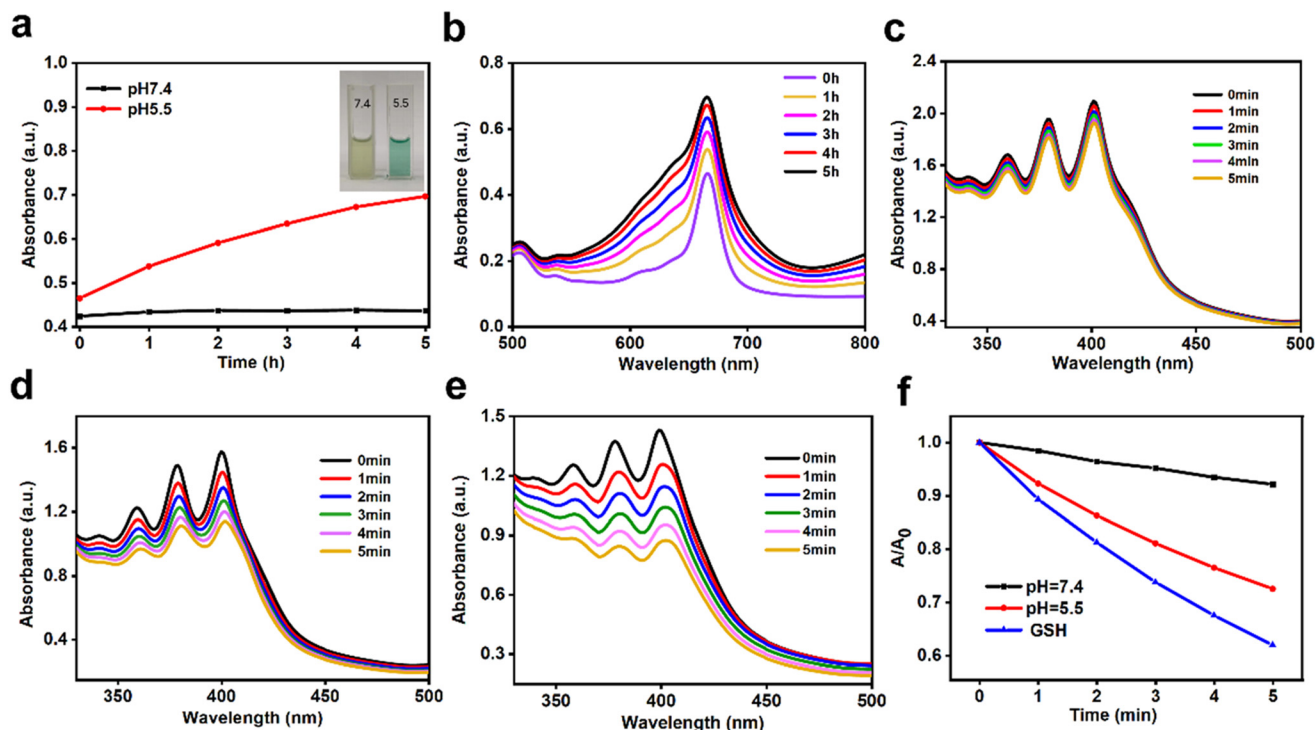 a
1.0
0.9
0.8
0.7
0.6
0.5
0.4
Absorbance (a.u.)
pH7.4
pH5.5
7.4
5.5
0 1 2 3 4 5
Time (h)
b
0.8
0.6
0.4
0.2
0.0
Absorbance (a.u.)
0h
1h
2h
3h
4h
5h
500 600 700 800
Wavelength (nm)
c
2.4
2.0
1.6
1.2
0.8
0.4
Absorbance (a.u.)
0min
1min
2min
3min
4min
5min
350 400 450 500
Wavelength (nm)
d
1.6
1.2
0.8
0.4
Absorbance (a.u.)
0min
1min
2min
3min
4min
5min
350 400 450 500
Wavelength (nm)
e
1.5
1.2
0.9
0.6
0.3
Absorbance (a.u.)
0min
1min
2min
3min
4min
5min
350 400 450 500
Wavelength (nm)
f
1.0
0.9
0.8
0.7
0.6
A/A0
pH=7.4
pH=5.5
GSH
0 1 2 3 4 5
Time (min)